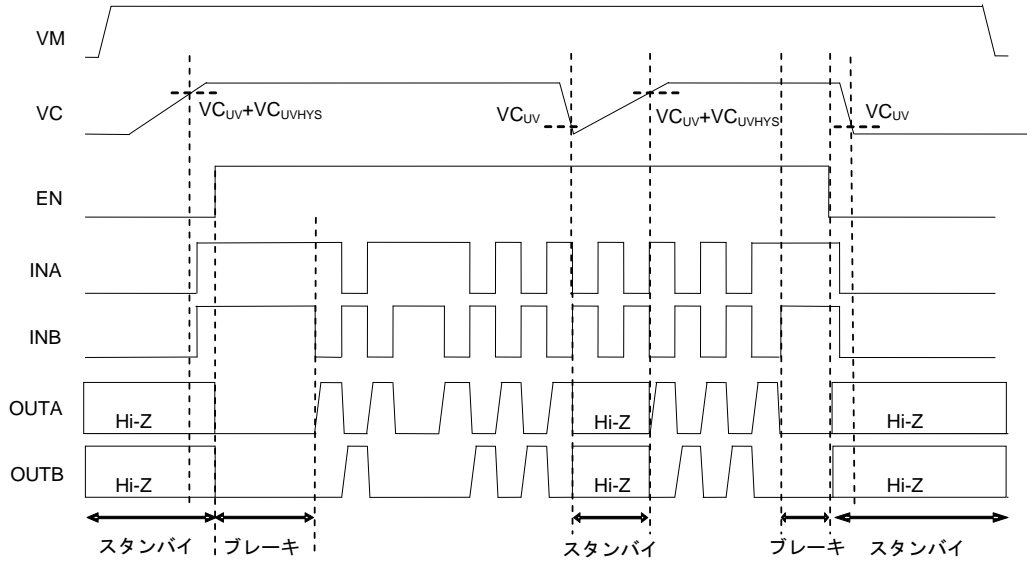 VM
VC
VCUV+VCUVHYS
VCUV
VCUV+VCUVHYS
VCUV
EN
INA
INB
OUTA
Hi-Z
Hi-Z
Hi-Z
OUTB
Hi-Z
Hi-Z
Hi-Z
スタンバイ
ブレーキ
スタンバイ
ブレーキ
スタンバイ